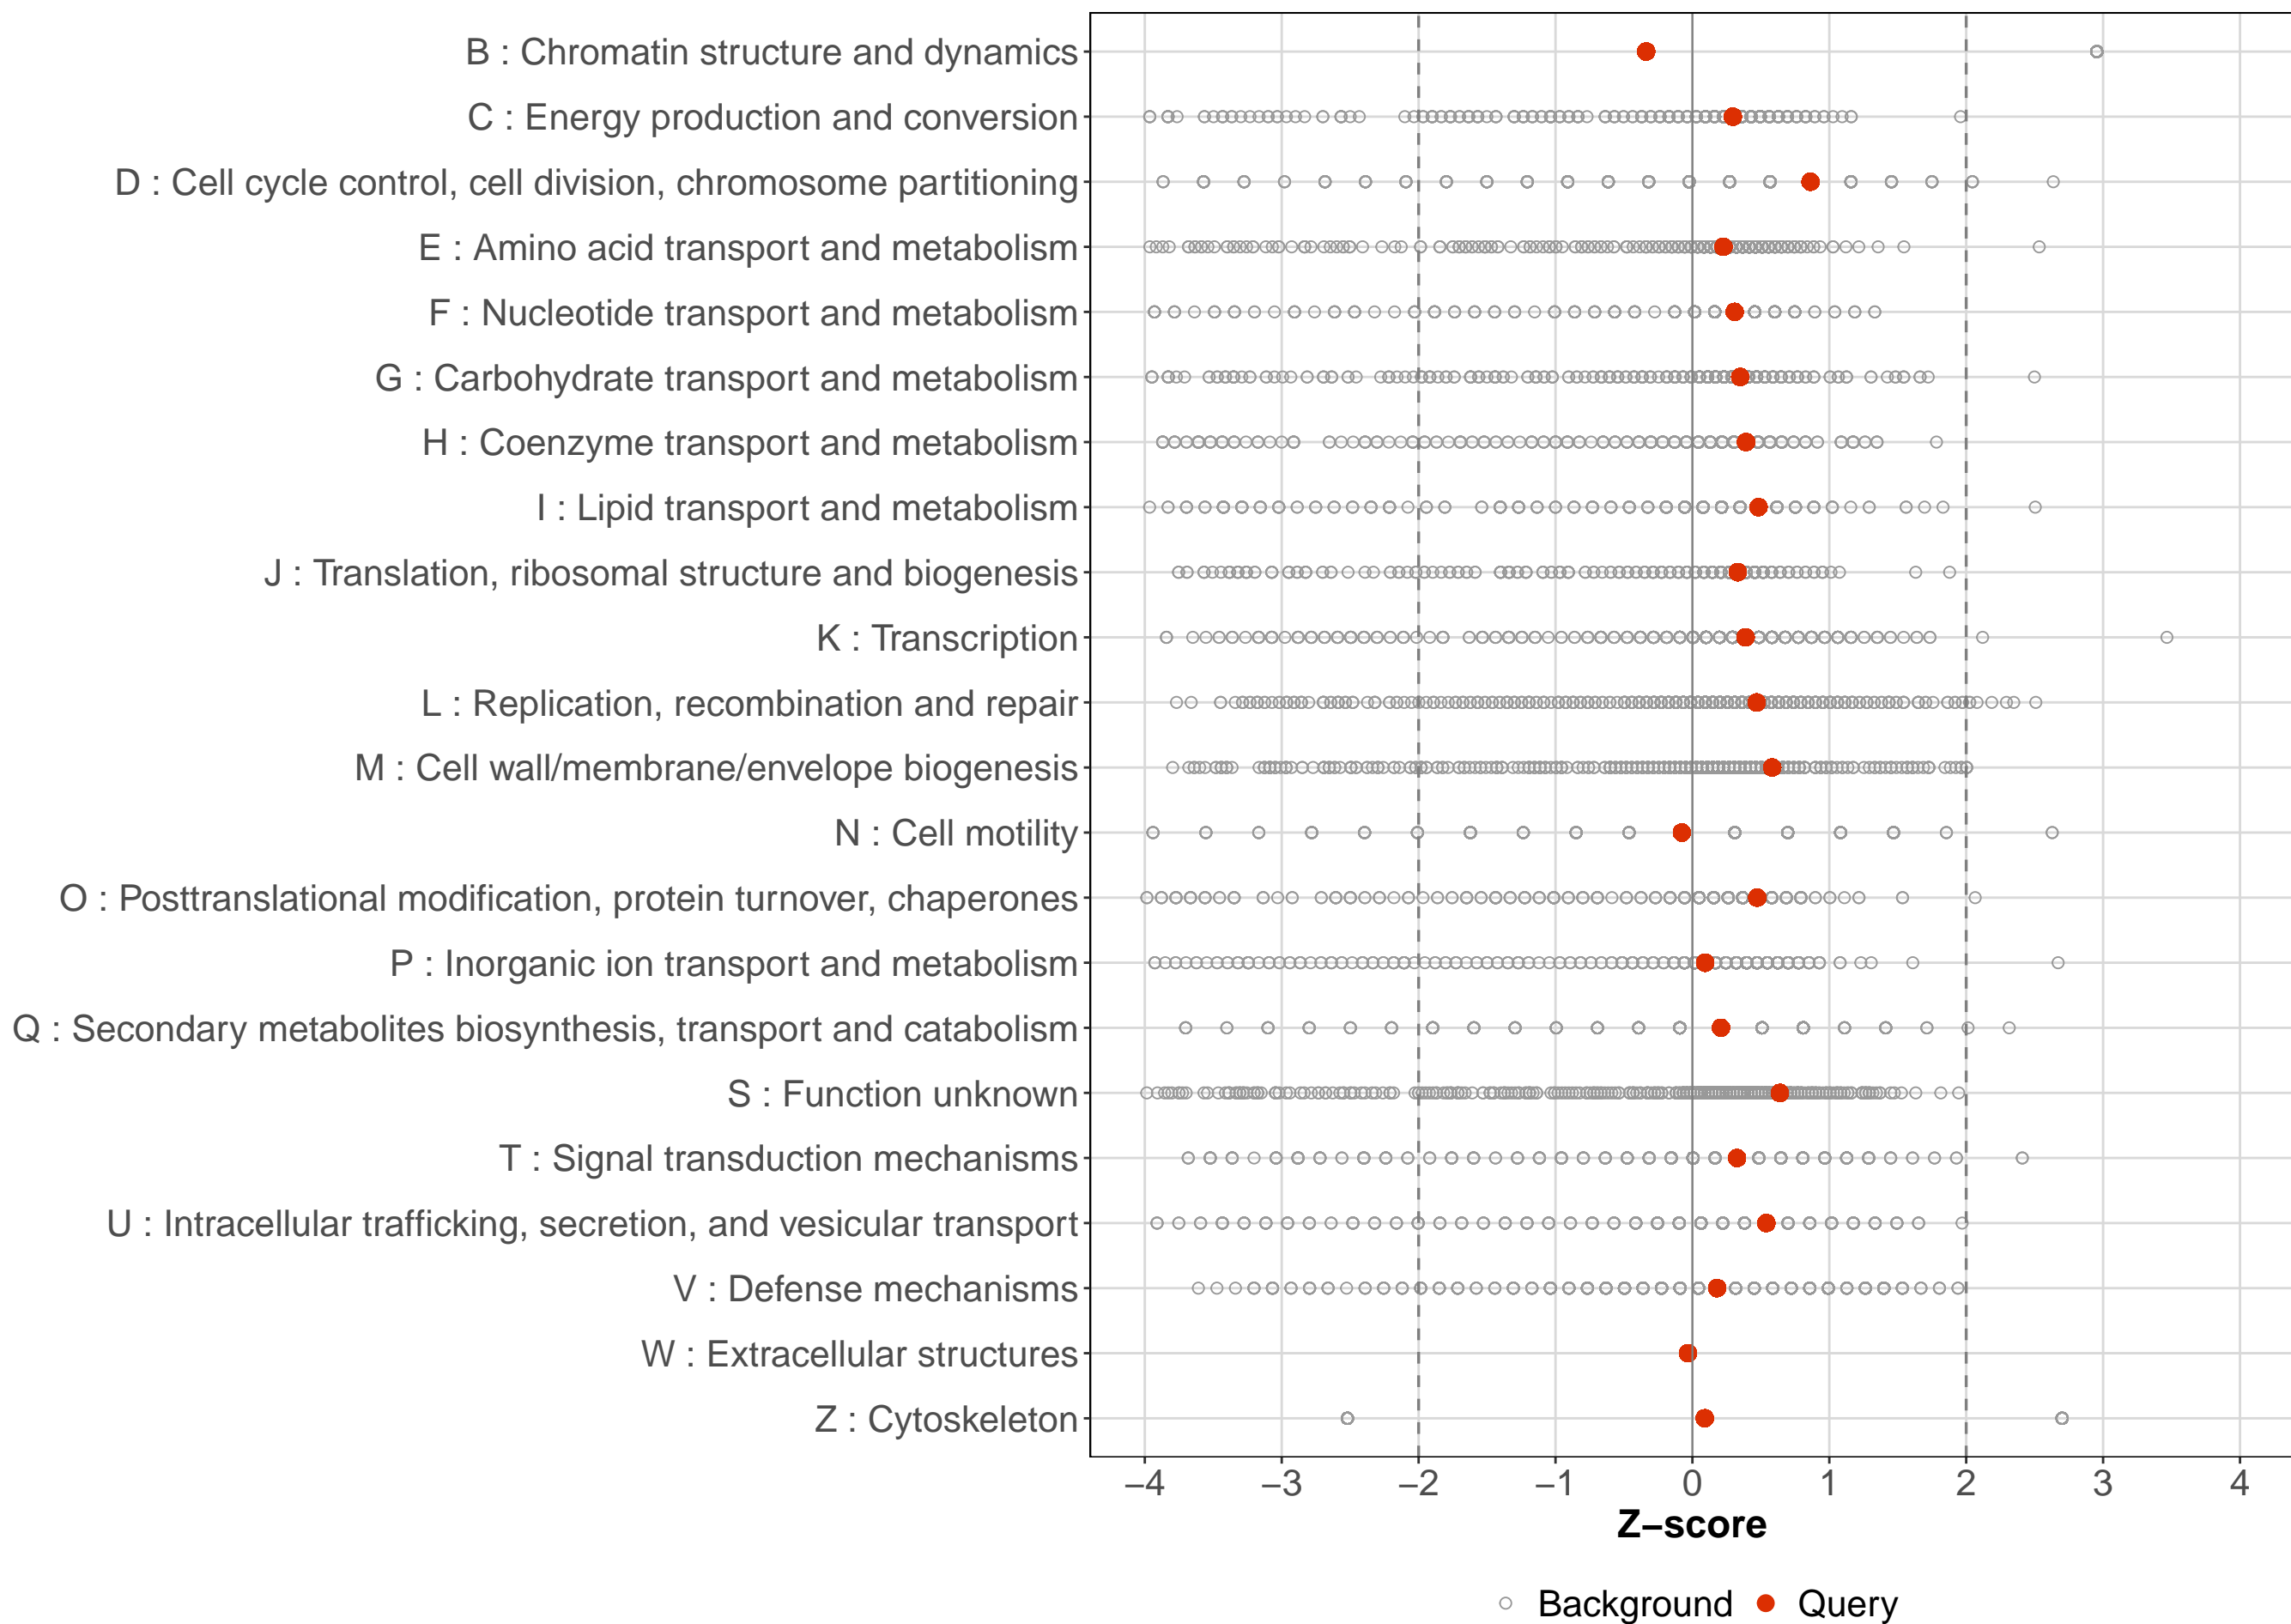 B : Chromatin structure and dynamics
C : Energy production and conversion
D : Cell cycle control, cell division, chromosome partitioning
E : Amino acid transport and metabolism
F : Nucleotide transport and metabolism
G : Carbohydrate transport and metabolism
H : Coenzyme transport and metabolism
I : Lipid transport and metabolism
J : Translation, ribosomal structure and biogenesis
K : Transcription
L : Replication, recombination and repair
M : Cell wall/membrane/envelope biogenesis
N : Cell motility
O : Posttranslational modification, protein turnover, chaperones
P : Inorganic ion transport and metabolism
Q : Secondary metabolites biosynthesis, transport and catabolism
S : Function unknown
T : Signal transduction mechanisms
U : Intracellular trafficking, secretion, and vesicular transport
V : Defense mechanisms
W : Extracellular structures
Z : Cytoskeleton
−4 −3 −2 −1 0 1 2 3 4
Z−score
Background Query